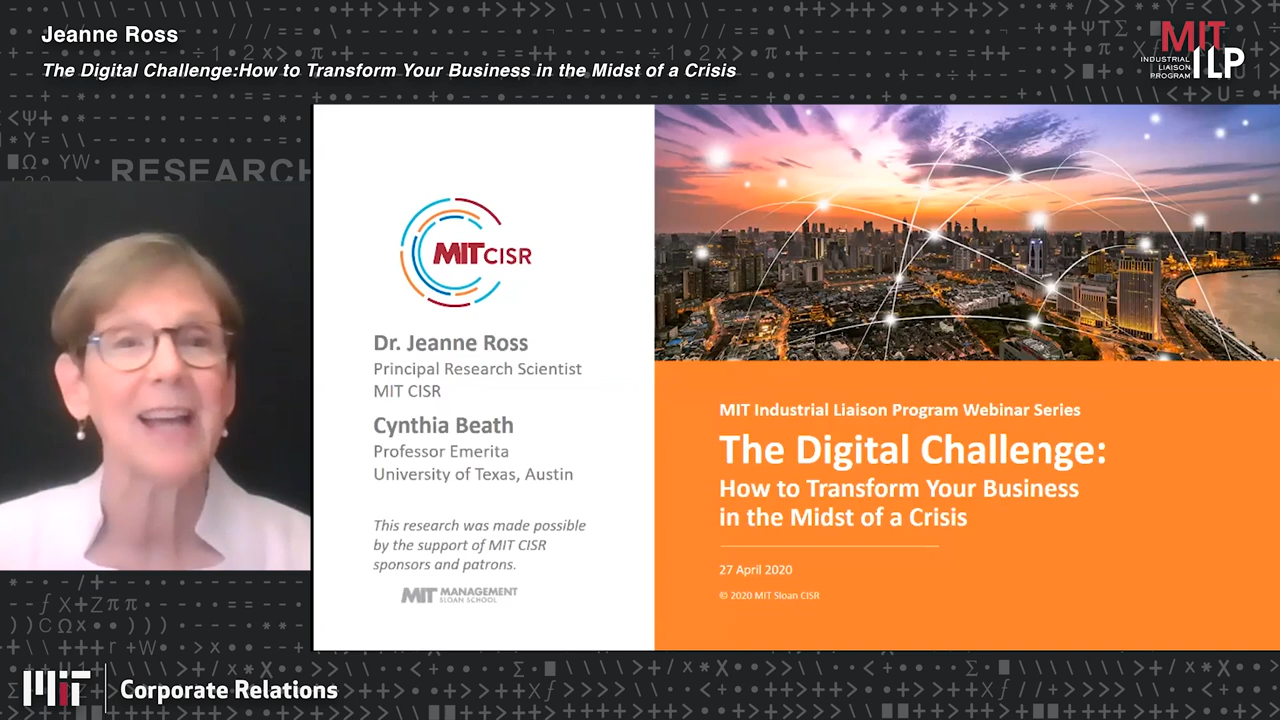 Jeanne Ross
The Digital Challenge:How to Transform Your Business in the Midst of a Crisis
MIT
INDUSTRIAL
LIAISON
PROGRAM
ILP
RESEARCH
MIT CISR
Dr. Jeanne Ross
Principal Research Scientist
MIT CISR
Cynthia Beath
Professor Emerita
University of Texas, Austin
This research was made possible
by the support of MIT CISR
sponsors and patrons.
MIT MANAGEMENT
SLOAN SCHOOL
MIT Industrial Liaison Program Webinar Series
The Digital Challenge:
How to Transform Your Business
in the Midst of a Crisis
27 April 2020
© 2020 MIT Sloan CISR
MIT Corporate Relations